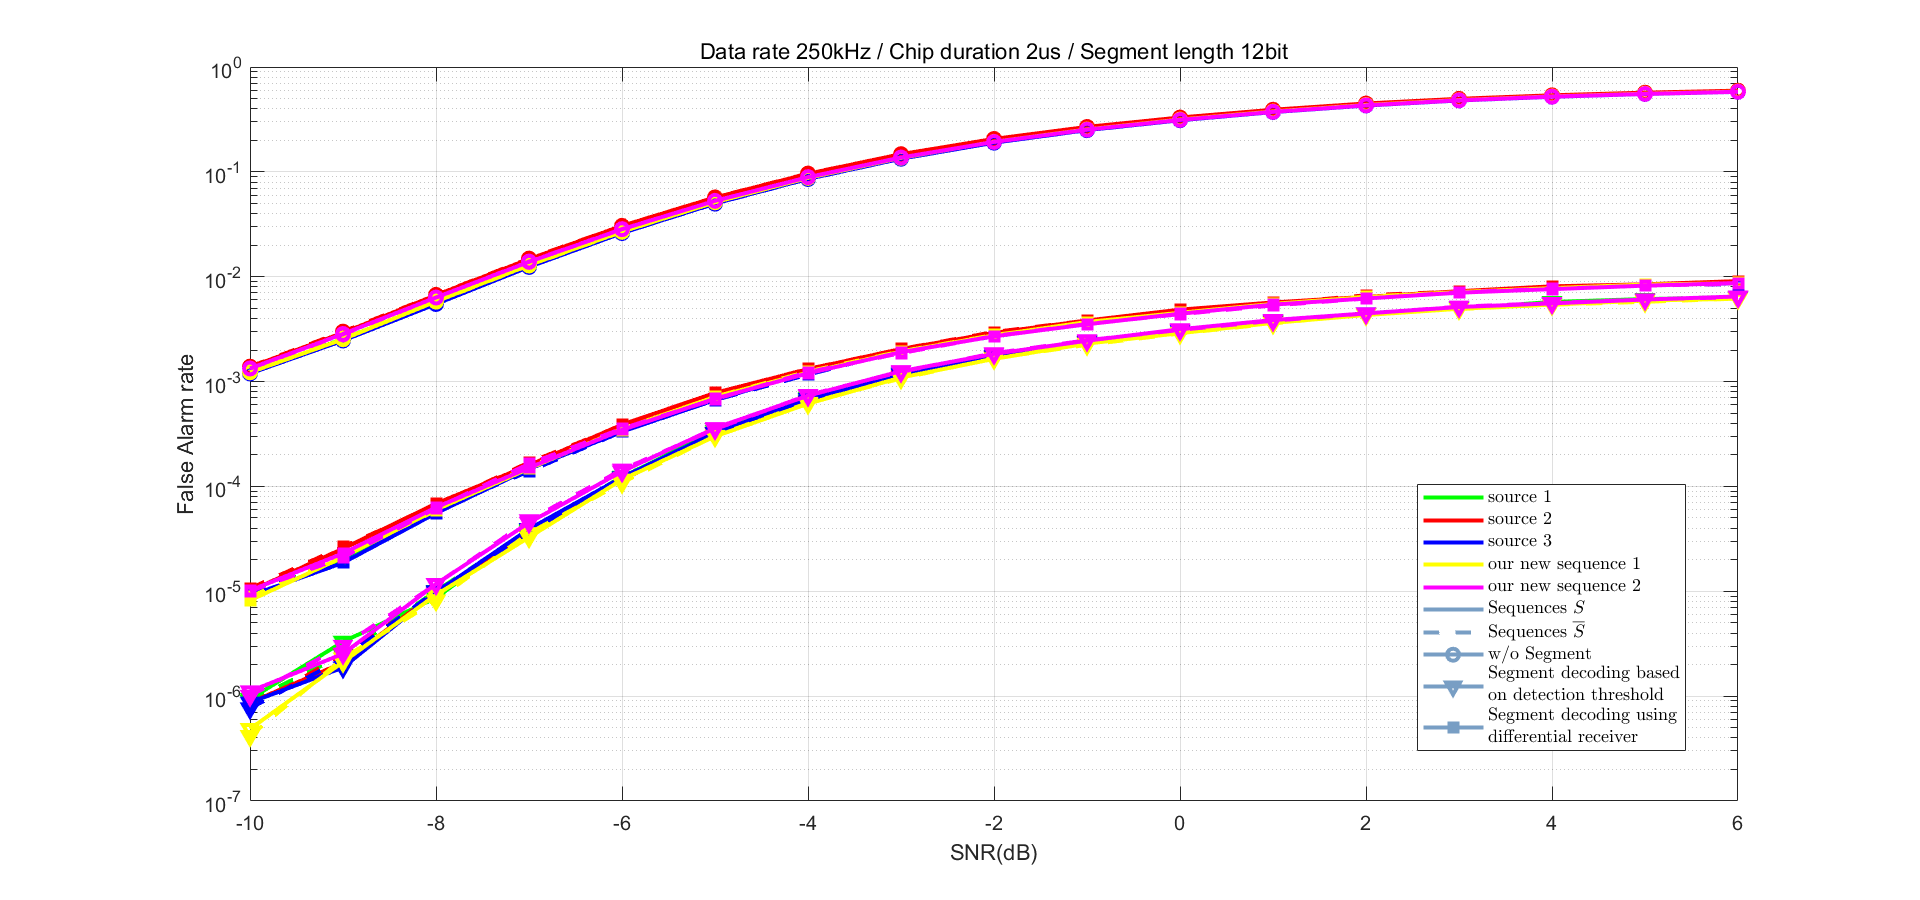 Data rate 250kHz / Chip duration 2us / Segment length 12bit
10^0
10^-1
10^-2
10^-3
10^-4
10^-5
10^-6
10^-7
False Alarm rate
source 1
source 2
source 3
our new sequence 1
our new sequence 2
Sequences S
Sequences S̅
w/o Segment
Segment decoding based
on detection threshold
Segment decoding using
differential receiver
-10 -8 -6 -4 -2 0 2 4 6
SNR(dB)